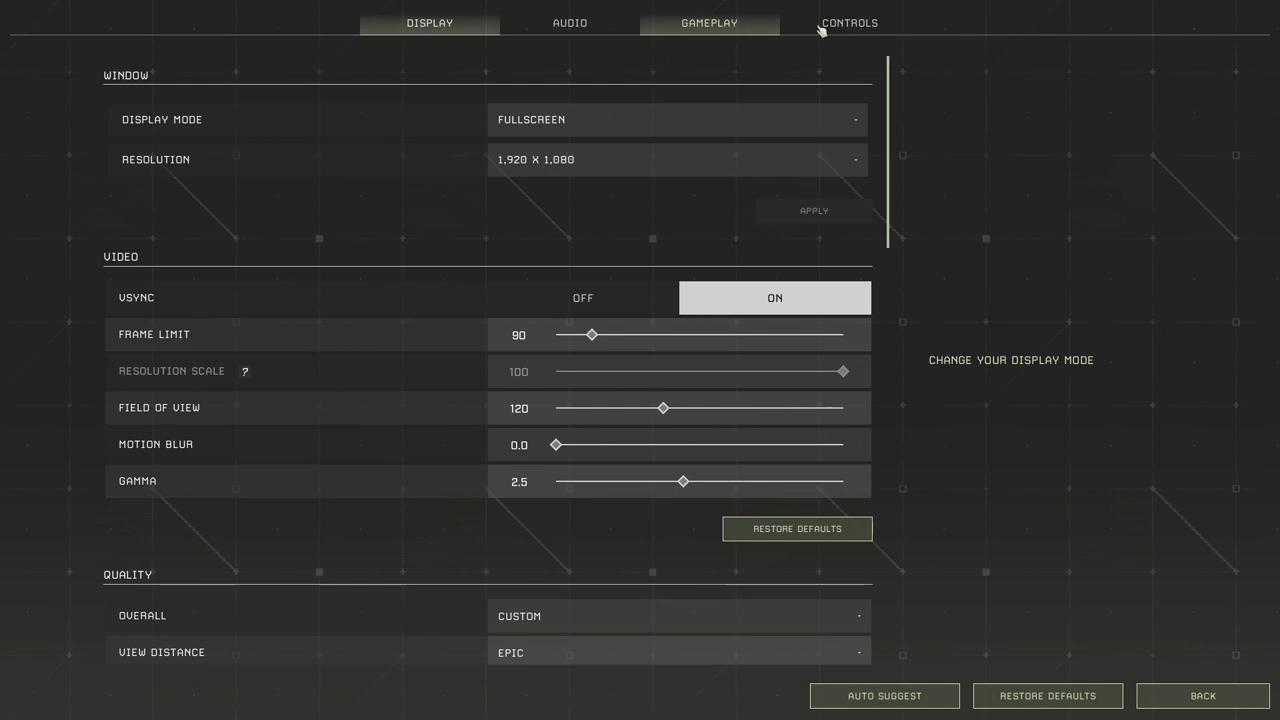 DISPLAY AUDIO GAMEPLAY CONTROLS
WINDOW
DISPLAY MODE FULLSCREEN
RESOLUTION 1,920 X 1,080
APPLY
VIDEO
VSYNC OFF ON
FRAME LIMIT 90
RESOLUTION SCALE ? 100
FIELD OF VIEW 120
CHANGE YOUR DISPLAY MODE
MOTION BLUR 0.0
GAMMA 2.5
RESTORE DEFAULTS
QUALITY
OVERALL CUSTOM
VIEW DISTANCE EPIC
AUTO SUGGEST RESTORE DEFAULTS BACK